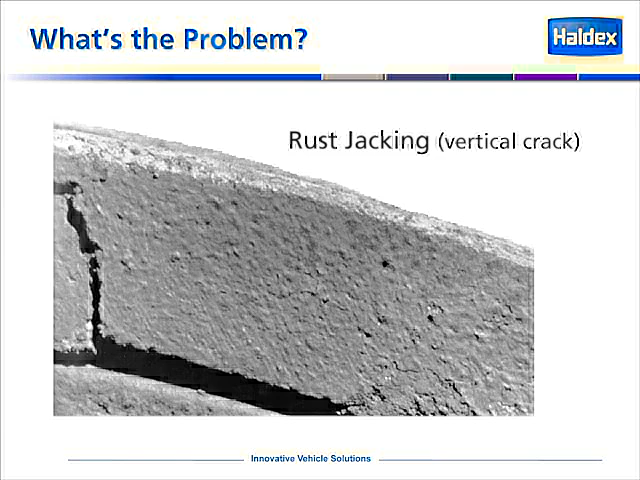 What's the Problem?
Haldex
Rust Jacking (vertical crack)
Innovative Vehicle Solutions